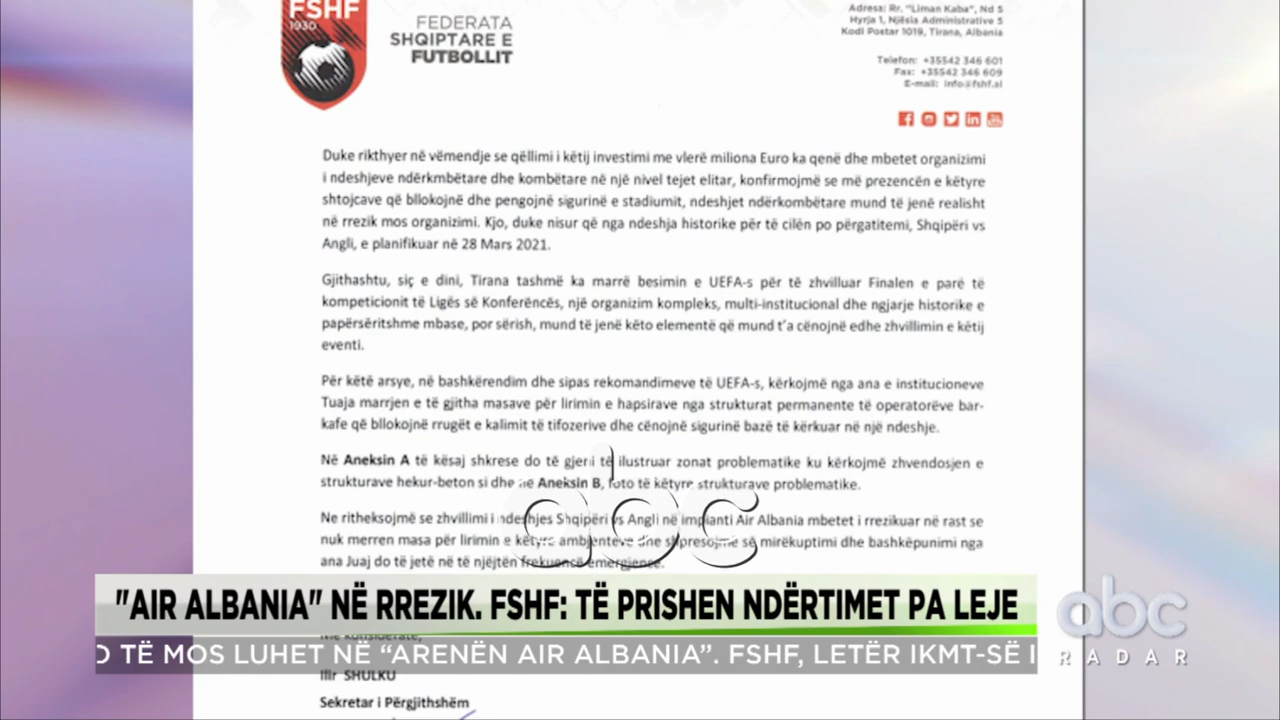 FSHF
1930
FEDERATA
SHQIPTARE E
FUTBOLLIT
Adresa: Rr. "Liman Kaba", Nd 5
Hyrja 1, Njësia Administrative 5
Kodi Postar 1019, Tirana, Albania
Telefon: +35542 346 601
Fax: +35542 346 609
E-mail: info@fshf.al
Duke rikthyer në vëmendje se qëllimi i këtij investimi me vlerë miliona Euro ka qenë dhe mbetet organizimi
i ndeshjeve ndërkmbëtare dhe kombëtare në një nivel tejet elitar, konfirmojmë se më prezencën e këtyre
shtojcave që bllokojnë dhe pengojnë sigurinë e stadiumit, ndeshjet ndërkombëtare mund të jenë realisht
në rrezik mos organizimi. Kjo, duke nisur që nga ndeshja historike për të cilën po përgatitemi, Shqipëri vs
Angli, e planifikuar në 28 Mars 2021.
Gjithashtu, siç e dini, Tirana tashmë ka marrë besimin e UEFA-s për të zhvilluar Finalen e parë të
kompeticionit të Ligës së Konferëncës, një organizim kompleks, multi-institucional dhe ngjarje historike e
papërsëritshme mbase, por sërish, mund të jenë këto elementë që mund t'a cënojnë edhe zhvillimin e këtij
eventi.
Për këtë arsye, në bashkërendim dhe sipas rekomandimeve të UEFA-s, kërkojmë nga ana e institucioneve
Tuaja marrjen e të gjitha masave për lirimin e hapsirave nga strukturat permanente të operatorëve bar-
kafe që bllokojnë rrugët e kalimit të tifozerive dhe cënojnë sigurinë bazë të kërkuar në një ndeshje.
Në Aneksin A të kësaj shkrese do të gjeni të ilustruar zonat problematike ku kërkojmë zhvendosjen e
strukturave hekur-beton si dhe në Aneksin B, foto të këtyre strukturave problematike.
Ne ritheksojmë se zhvillimi i ndeshjes Shqipëri vs Angli në impianti Air Albania mbetet i rrezikuar në rast se
nuk merren masa për lirimin e këtyre ambjenteve dhe shpresojmë së mirëkuptimi dhe bashkëpunimi nga
ana Juaj do të jetë në të njëjtën frekuencë emergjence.
abc
"AIR ALBANIA" NË RREZIK. FSHF: TË PRISHEN NDËRTIMET PA LEJE
abc
Me konsideratë,
O TË MOS LUHET NË "ARENËN AIR ALBANIA". FSHF, LETËR IKMT-SË I
RADAR
Ilir SHULKU
Sekretar i Përgjithshëm